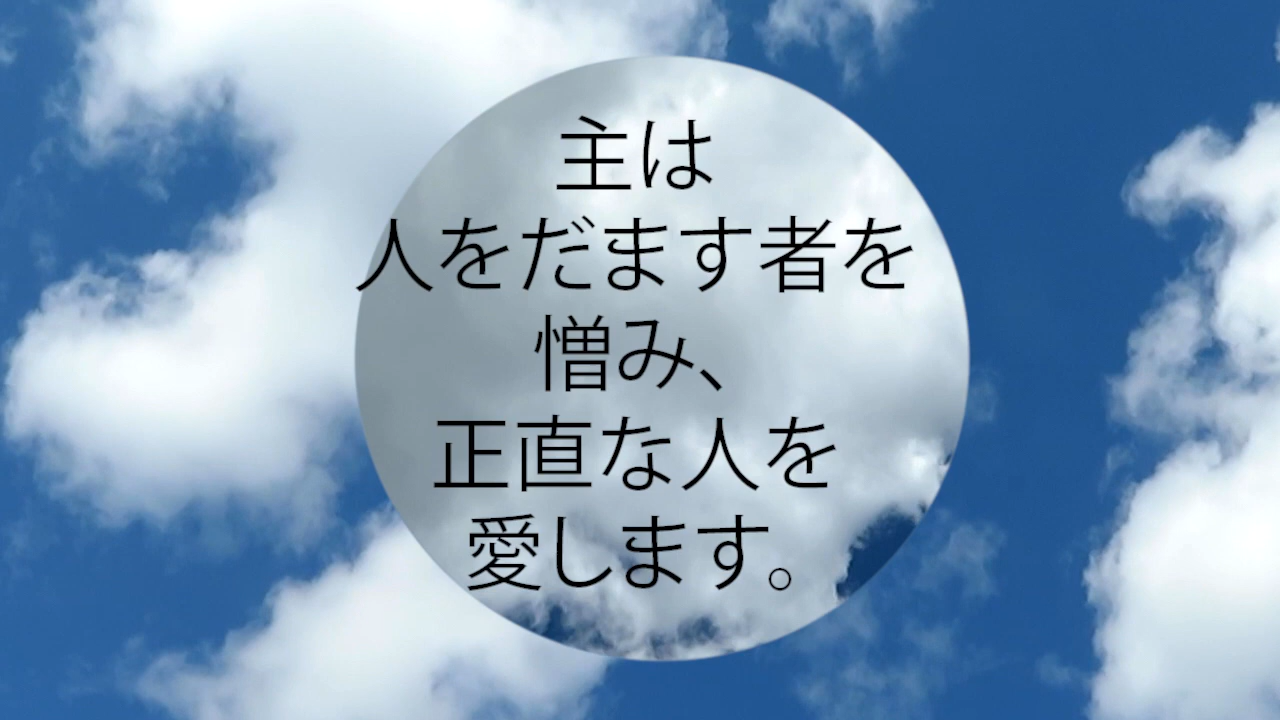 主は
人をだます者を
憎み、
正直な人を
愛します。